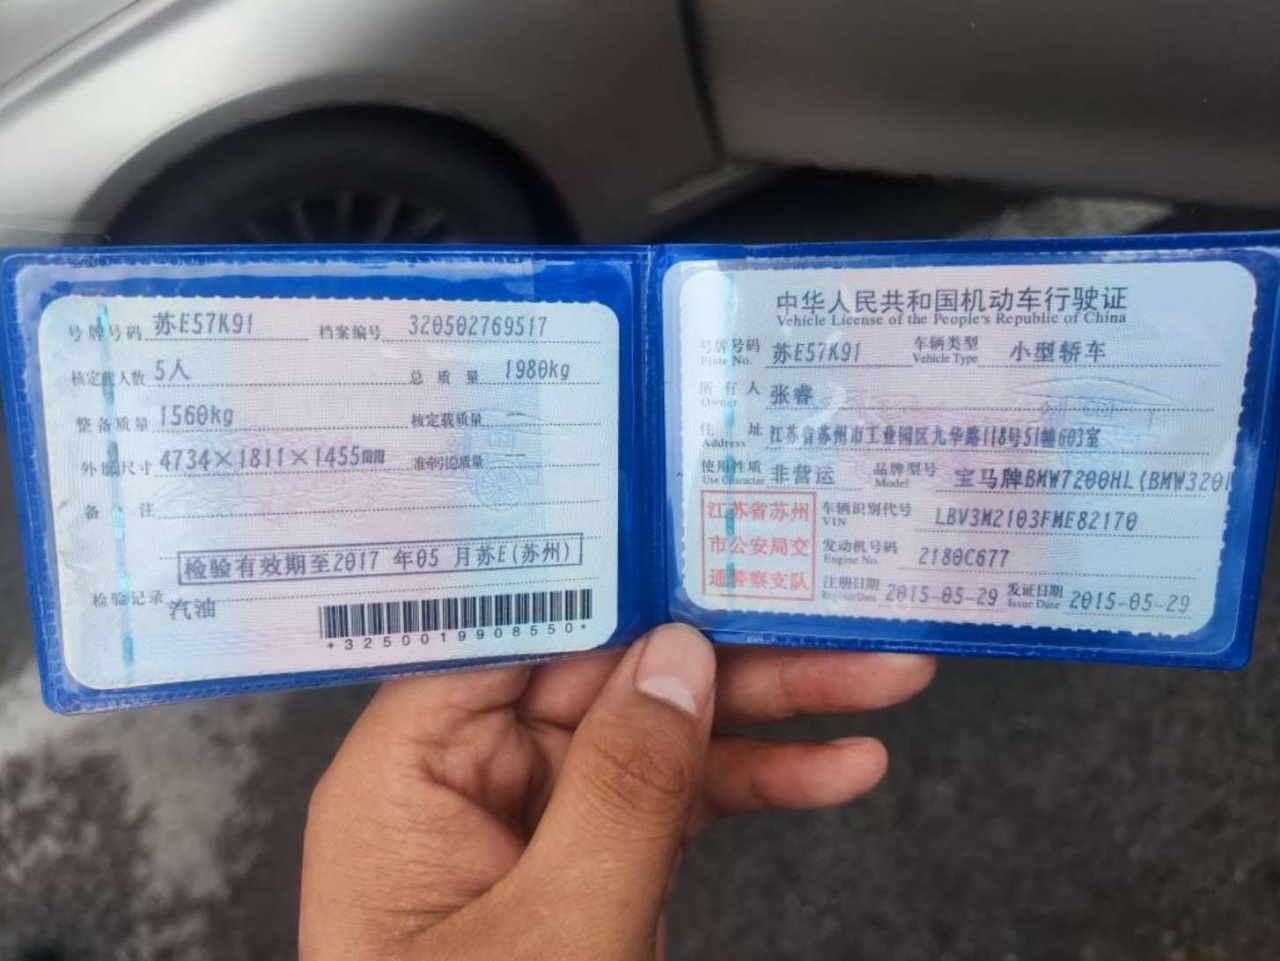 号牌号码 苏E57K91 档案编号 320502769517
核定载人数 5人 总质量 1980kg
整备质量 1560kg 核定载质量 --
外廓尺寸 4734×1811×1455mm 准牵引总质量 --
备注
检验有效期至2017 年05 月苏E(苏州)
检验记录 汽油
*3250019908550*
中华人民共和国机动车行驶证
Vehicle License of the People's Republic of China
号牌号码 苏E57K91 车辆类型 小型轿车
Plate No. Vehicle Type
所有人 张睿
Owner
住址 江苏省苏州市工业园区九华路118号51幢603室
Address
使用性质 非营运 品牌型号 宝马牌BMW7200HL(BMW320
Use Character Model
江苏省苏州
市公安局交
通警察支队
车辆识别代号 LBV3M2103FME82170
VIN
发动机号码 2180C677
Engine No.
注册日期 2015-05-29 发证日期 2015-05-29
Register Date Issue Date